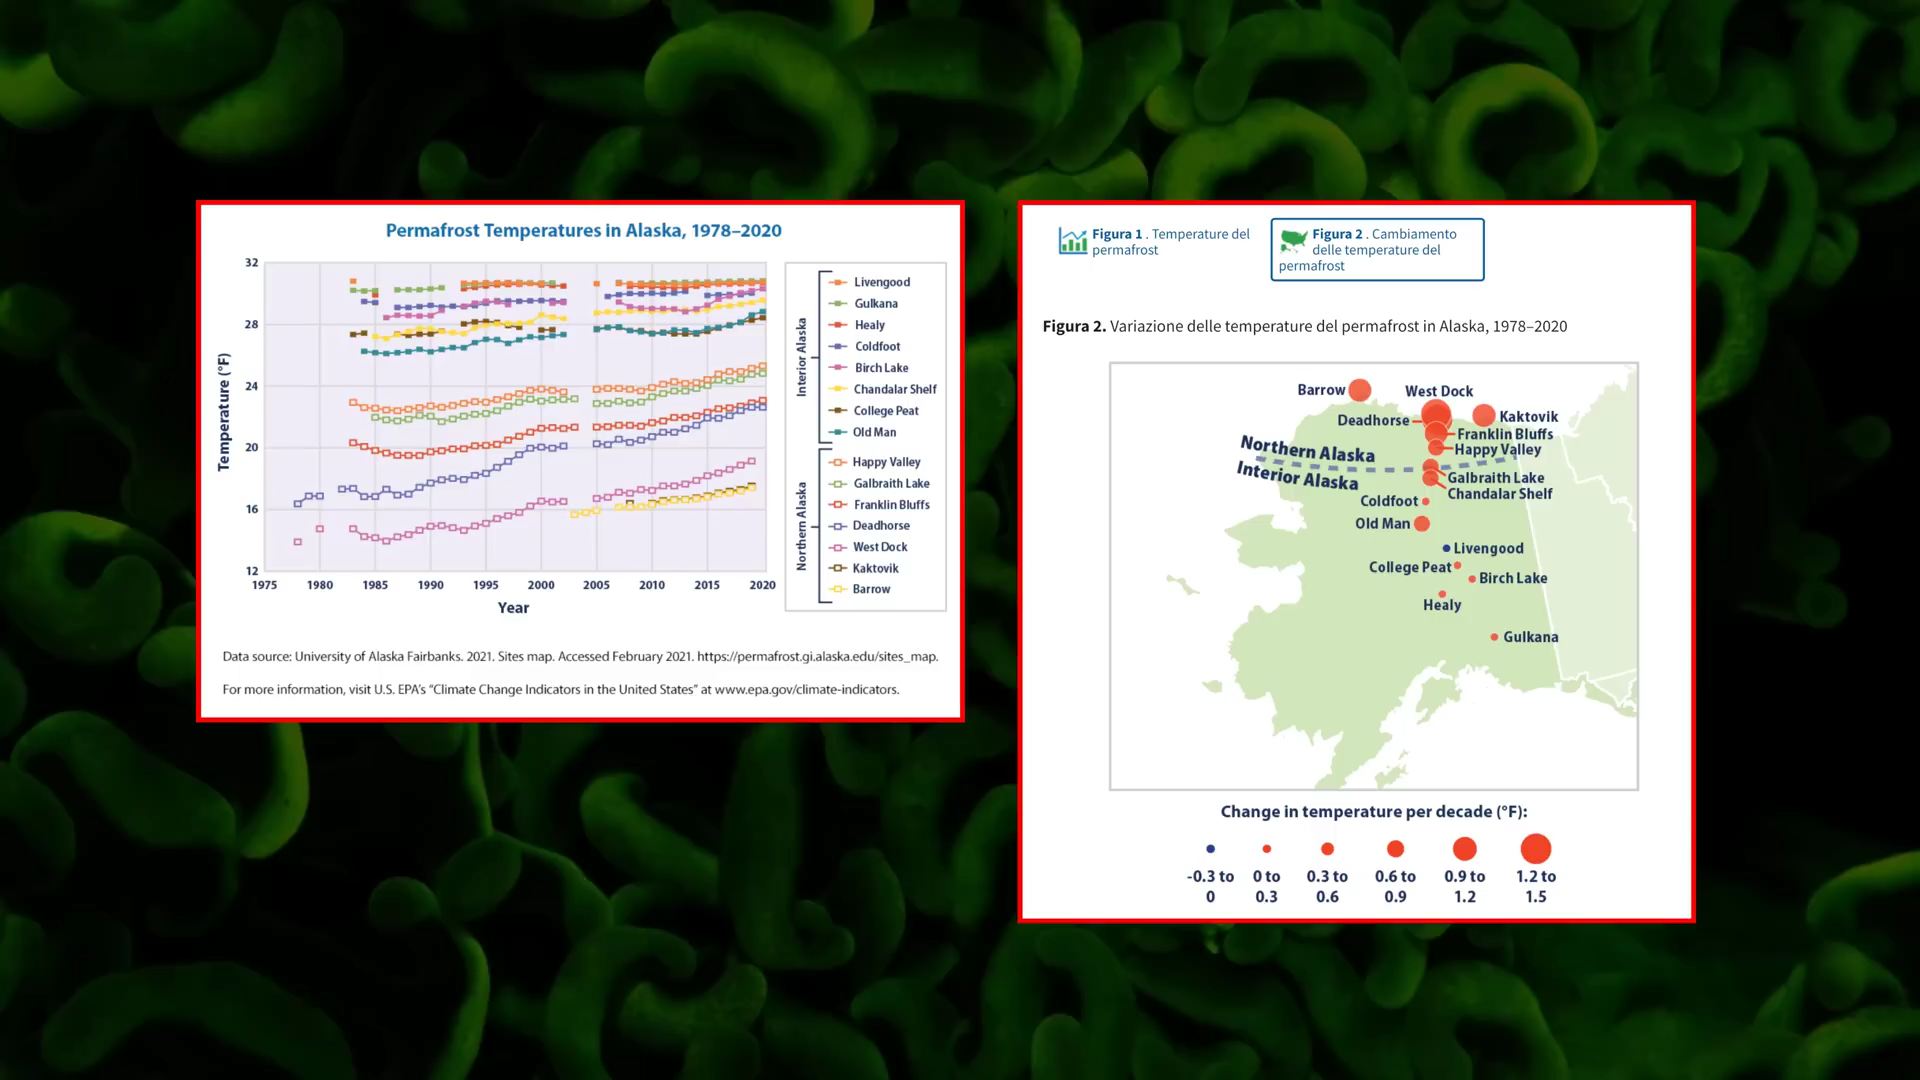 Permafrost Temperatures in Alaska, 1978–2020
32
28
24
20
16
12
Temperature (°F)
1975 1980 1985 1990 1995 2000 2005 2010 2015 2020
Year
Interior Alaska
Livengood
Gulkana
Healy
Coldfoot
Birch Lake
Chandalar Shelf
College Peat
Old Man
Northern Alaska
Happy Valley
Galbraith Lake
Franklin Bluffs
Deadhorse
West Dock
Kaktovik
Barrow
Data source: University of Alaska Fairbanks. 2021. Sites map. Accessed February 2021. https://permafrost.gi.alaska.edu/sites_map.
For more information, visit U.S. EPA's “Climate Change Indicators in the United States” at www.epa.gov/climate-indicators.
Figura 1 . Temperature del
permafrost
Figura 2 . Cambiamento
delle temperature del
permafrost
Figura 2. Variazione delle temperature del permafrost in Alaska, 1978–2020
Barrow
West Dock
Deadhorse
Kaktovik
Franklin Bluffs
Happy Valley
Northern Alaska
Interior Alaska
Galbraith Lake
Chandalar Shelf
Coldfoot
Old Man
Livengood
College Peat
Birch Lake
Healy
Gulkana
Change in temperature per decade (°F):
-0.3 to 0 to 0.3 to 0.6 to 0.9 to 1.2 to
0 0.3 0.6 0.9 1.2 1.5